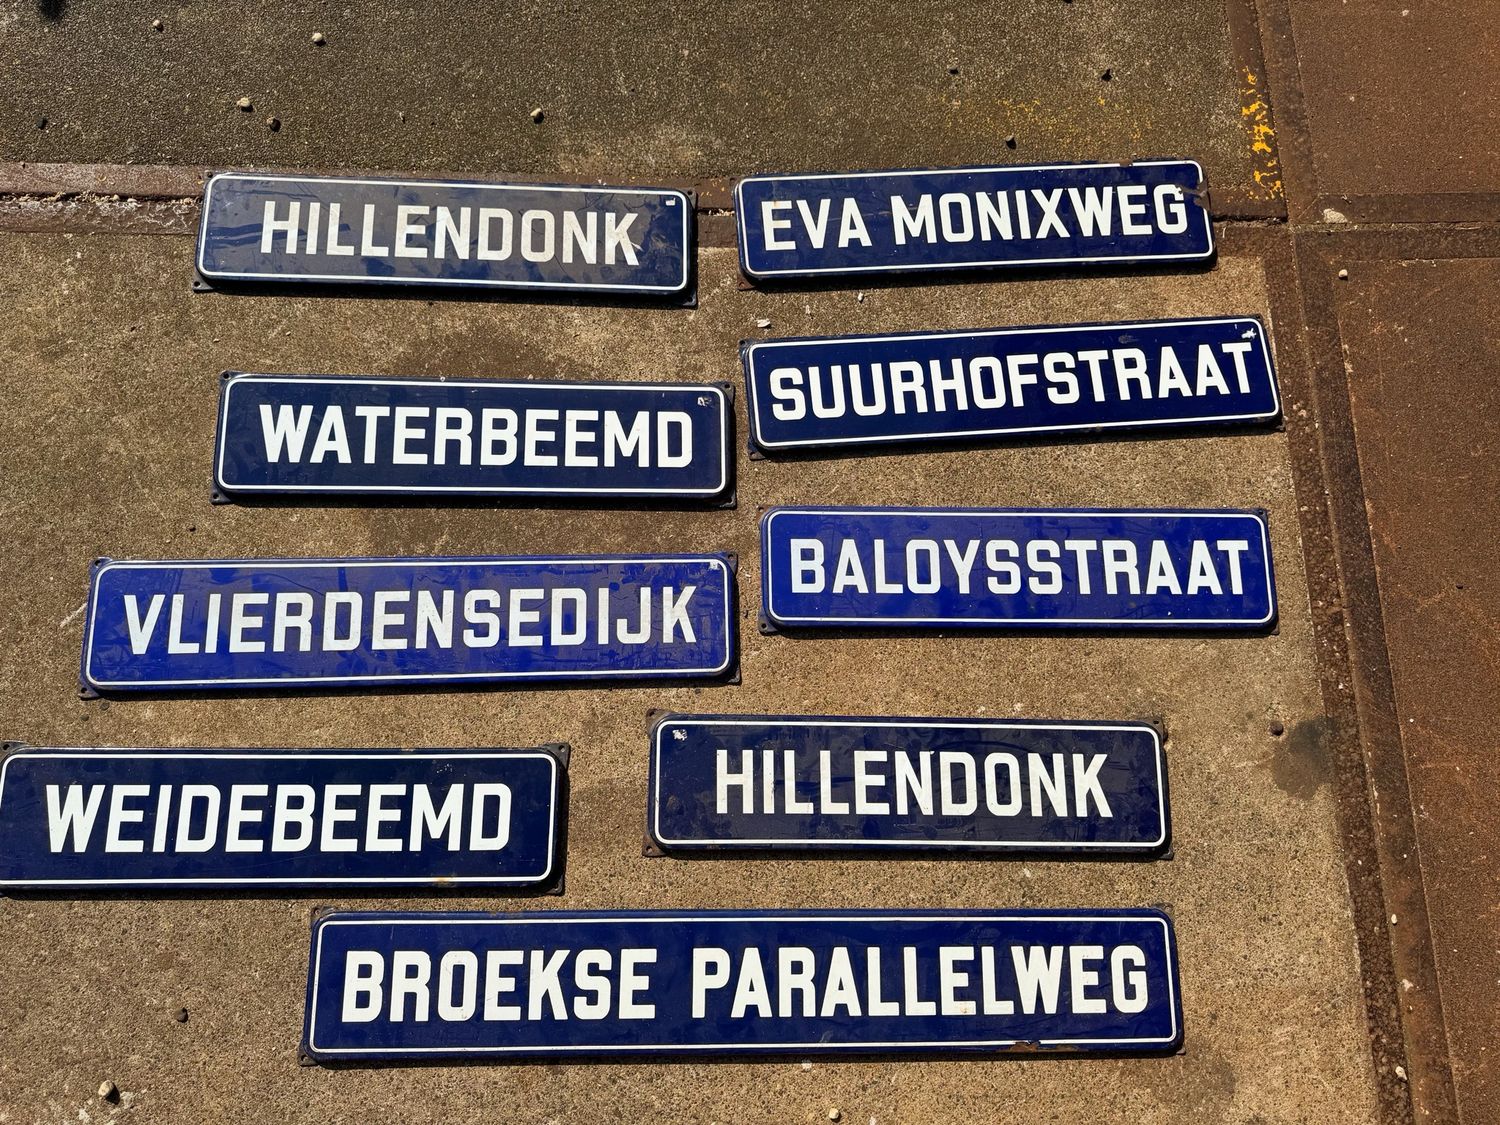 HILLENDONK
EVA MONIXWEG
WATERBEEMD
SUURHOFSTRAAT
VLIERDENSEDIJK
BALOYSSTRAAT
WEIDEBEEMD
HILLENDONK
BROEKSE PARALLELWEG